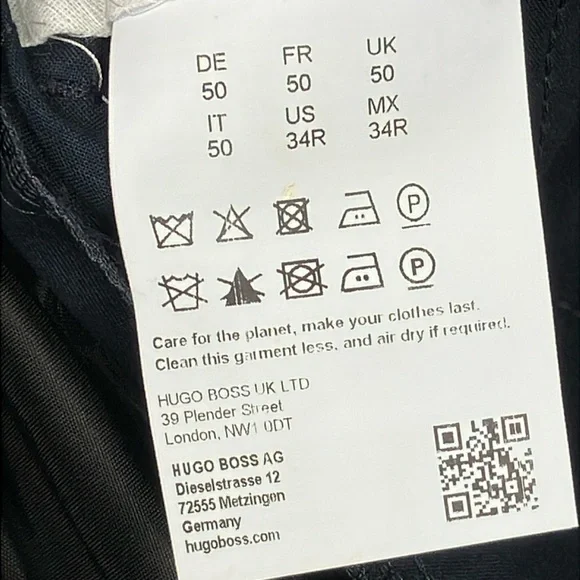 DE FR UK
50 50 50
IT US MX
50 34R 34R
P
P
Care for the planet, make your clothes last.
Clean this garment less, and air dry if required.
HUGO BOSS UK LTD
39 Plender Street
London, NW1 0DT
HUGO BOSS AG
Dieselstrasse 12
72555 Metzingen
Germany
hugoboss.com